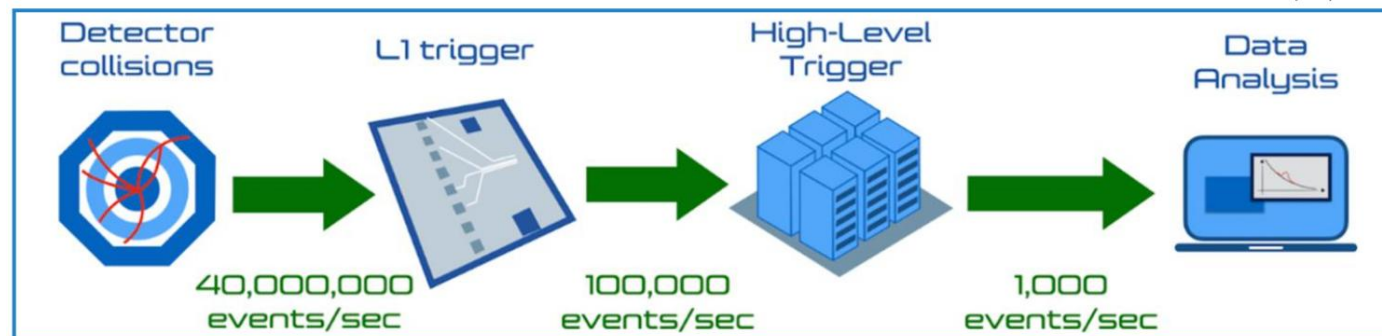 Detector
collisions
L1 trigger
High-Level
Trigger
Data
Analysis
40,000,000
events/sec
100,000
events/sec
1,000
events/sec